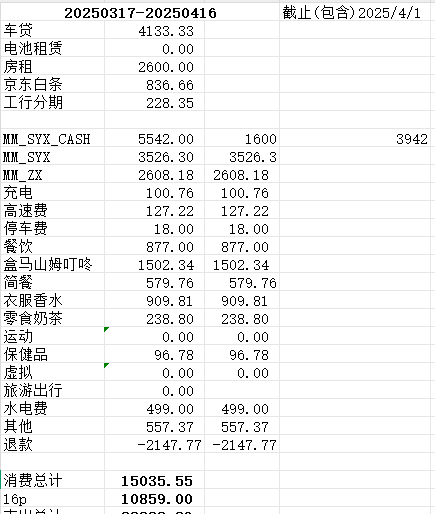 20250317-20250416 截止(包含)2025/4/1
车贷 4133.33
电池租赁 0.00
房租 2600.00
京东白条 836.66
工行分期 228.35
MM_SYX_CASH 5542.00 1600 3942
MM_SYX 3526.30 3526.3
MM_ZX 2608.18 2608.18
充电 100.76 100.76
高速费 127.22 127.22
停车费 18.00 18.00
餐饮 877.00 877.00
盒马山姆叮咚 1502.34 1502.34
简餐 579.76 579.76
衣服香水 909.81 909.81
零食奶茶 238.80 238.80
运动 0.00 0.00
保健品 96.78 96.78
虚拟 0.00 0.00
旅游出行 0.00
水电费 499.00 499.00
其他 557.37 557.37
退款 -2147.77 -2147.77
消费总计 15035.55
16p 10859.00